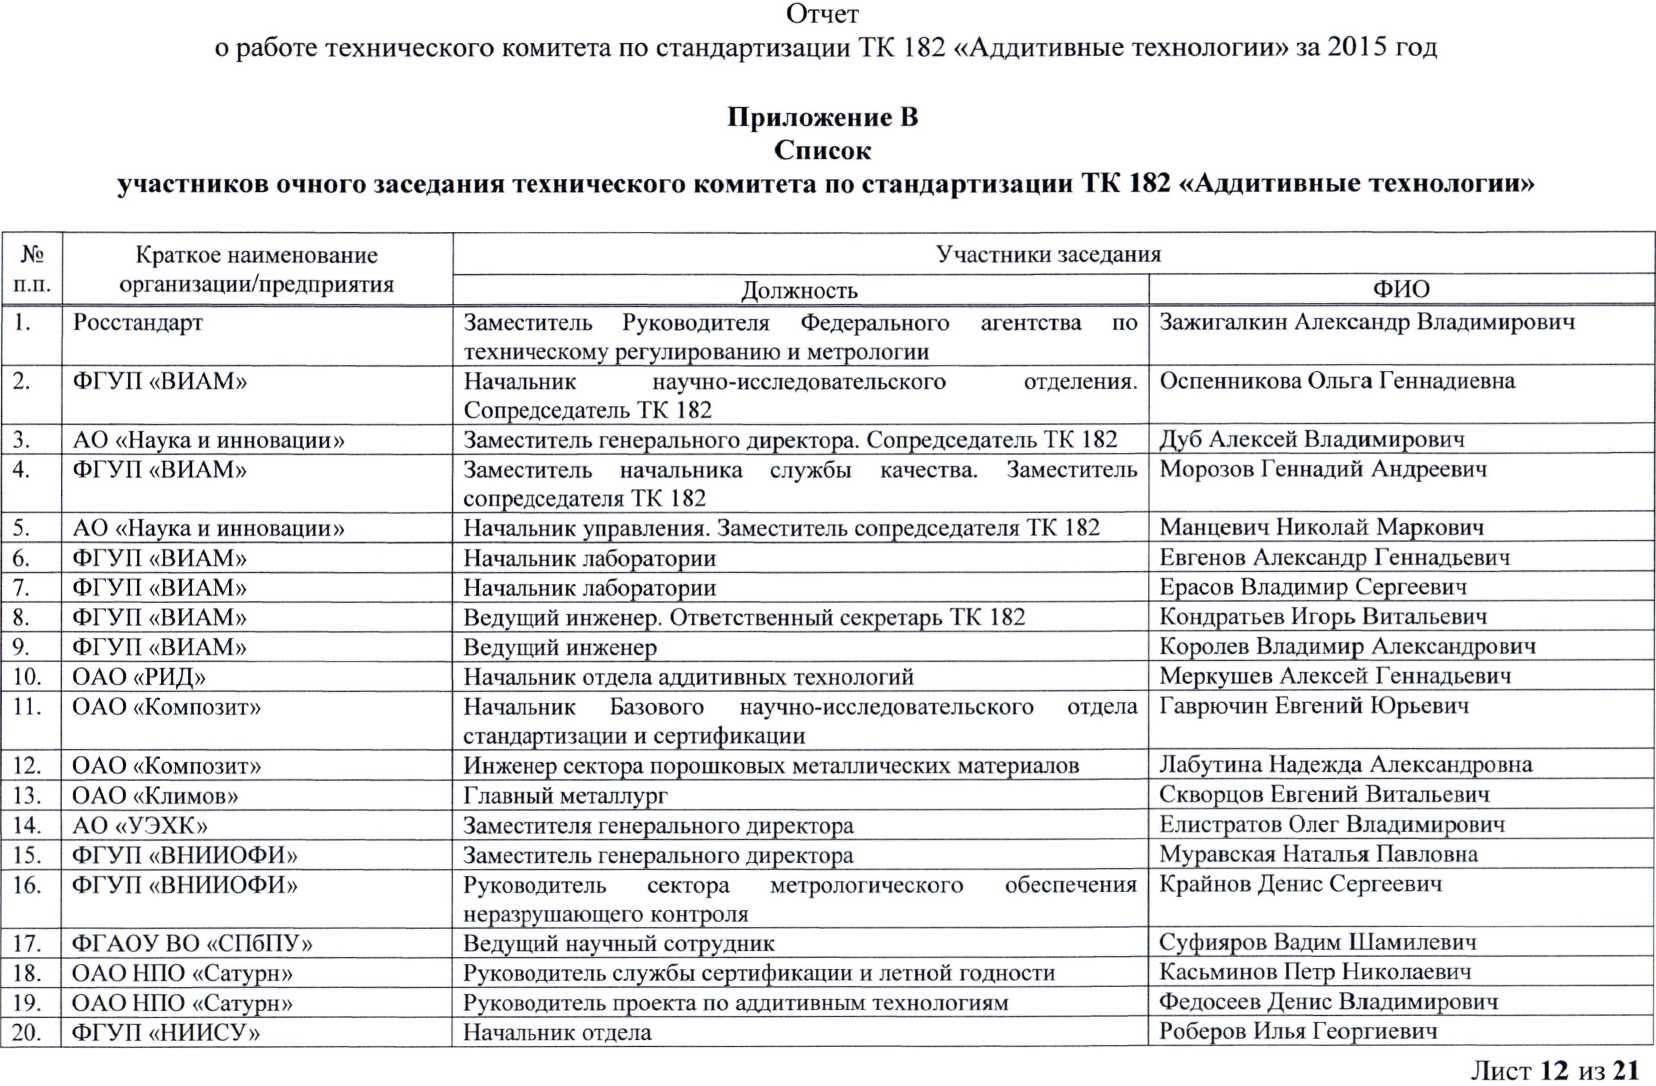 Отчет
о работе технического комитета по стандартизации ТК 182 «Аддитивные технологии» за 2015 год
Приложение В
Список
участников очного заседания технического комитета по стандартизации ТК 182 «Аддитивные технологии»
№ п.п. Краткое наименование организации/предприятия Участники заседания
Должность ФИО
1. Росстандарт Заместитель Руководителя Федерального агентства по Зажигалкин Александр Владимирович
техническому регулированию и метрологии
2. ФГУП «ВИАМ» Начальник научно-исследовательского отделения. Оспенникова Ольга Геннадиевна
Сопредседатель ТК 182
3. АО «Наука и инновации» Заместитель генерального директора. Сопредседатель ТК 182 Дуб Алексей Владимирович
4. ФГУП «ВИАМ» Заместитель начальника службы качества. Заместитель Морозов Геннадий Андреевич
сопредседателя ТК 182
5. АО «Наука и инновации» Начальник управления. Заместитель сопредседателя ТК 182 Манцевич Николай Маркович
6. ФГУП «ВИАМ» Начальник лаборатории Евгенов Александр Геннадьевич
7. ФГУП «ВИАМ» Начальник лаборатории Ерасов Владимир Сергеевич
8. ФГУП «ВИАМ» Ведущий инженер. Ответственный секретарь ТК 182 Кондратьев Игорь Витальевич
9. ФГУП «ВИАМ» Ведущий инженер Королев Владимир Александрович
10. ОАО «РИД» Начальник отдела аддитивных технологий Меркушев Алексей Геннадьевич
11. ОАО «Композит» Начальник Базового научно-исследовательского отдела Гаврючин Евгений Юрьевич
стандартизации и сертификации
12. ОАО «Композит» Инженер сектора порошковых металлических материалов Лабутина Надежда Александровна
13. ОАО «Климов» Главный металлург Скворцов Евгений Витальевич
14. АО «УЭХК» Заместителя генерального директора Елистратов Олег Владимирович
15. ФГУП «ВНИИОФИ» Заместитель генерального директора Муравская Наталья Павловна
16. ФГУП «ВНИИОФИ» Руководитель сектора метрологического обеспечения Крайнов Денис Сергеевич
неразрушающего контроля
17. ФГАОУ ВО «СПбПУ» Ведущий научный сотрудник Суфияров Вадим Шамилевич
18. ОАО НПО «Сатурн» Руководитель службы сертификации и летной годности Касьминов Петр Николаевич
19. ОАО НПО «Сатурн» Руководитель проекта по аддитивным технологиям Федосеев Денис Владимирович
20. ФГУП «НИИСУ» Начальник отдела Роберов Илья Георгиевич
Лист 12 из 21